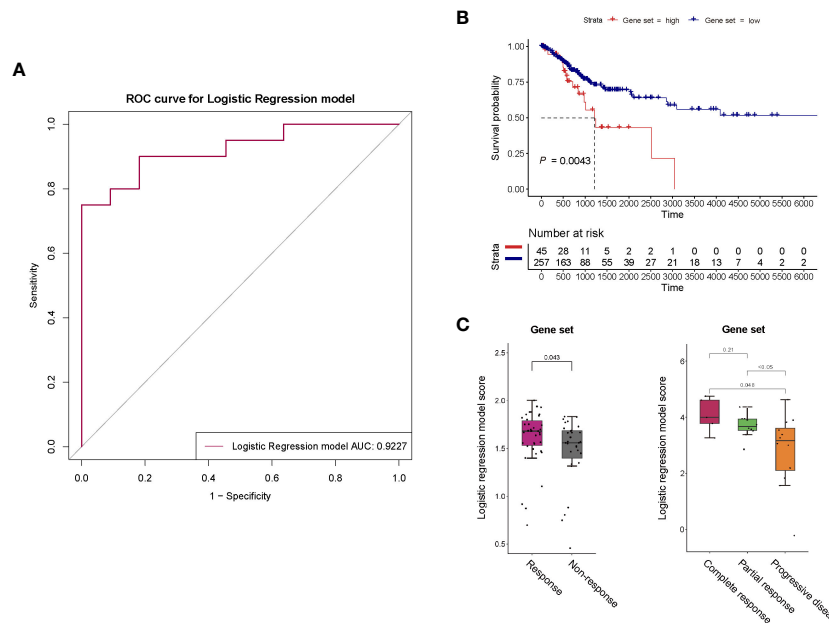 A
ROC curve for Logistic Regression model
Sensitivity
1.0
0.8
0.6
0.4
0.2
0.0
Logistic Regression model AUC: 0.9227
0.0 0.2 0.4 0.6 0.8 1.0
1 − Specificity
B
Strata Gene set = high Gene set = low
Survival probability
1.00
0.75
0.50
0.25
0.00
P = 0.0043
0 500 1000 1500 2000 2500 3000 3500 4000 4500 5000 5500 6000
Time
Number at risk
Strata
45 28 11 5 2 2 1 0 0 0 0 0 0
257 163 88 55 39 27 21 18 13 7 4 2 2
0 500 1000 1500 2000 2500 3000 3500 4000 4500 5000 5500 6000
Time
C
Gene set
Logistic regression model score
2.5
2.0
1.5
1.0
0.5
0.043
Response
Non-response
Gene set
Logistic regression model score
6
4
2
0
0.21
<0.05
0.048
Complete response
Partial response
Progressive disea